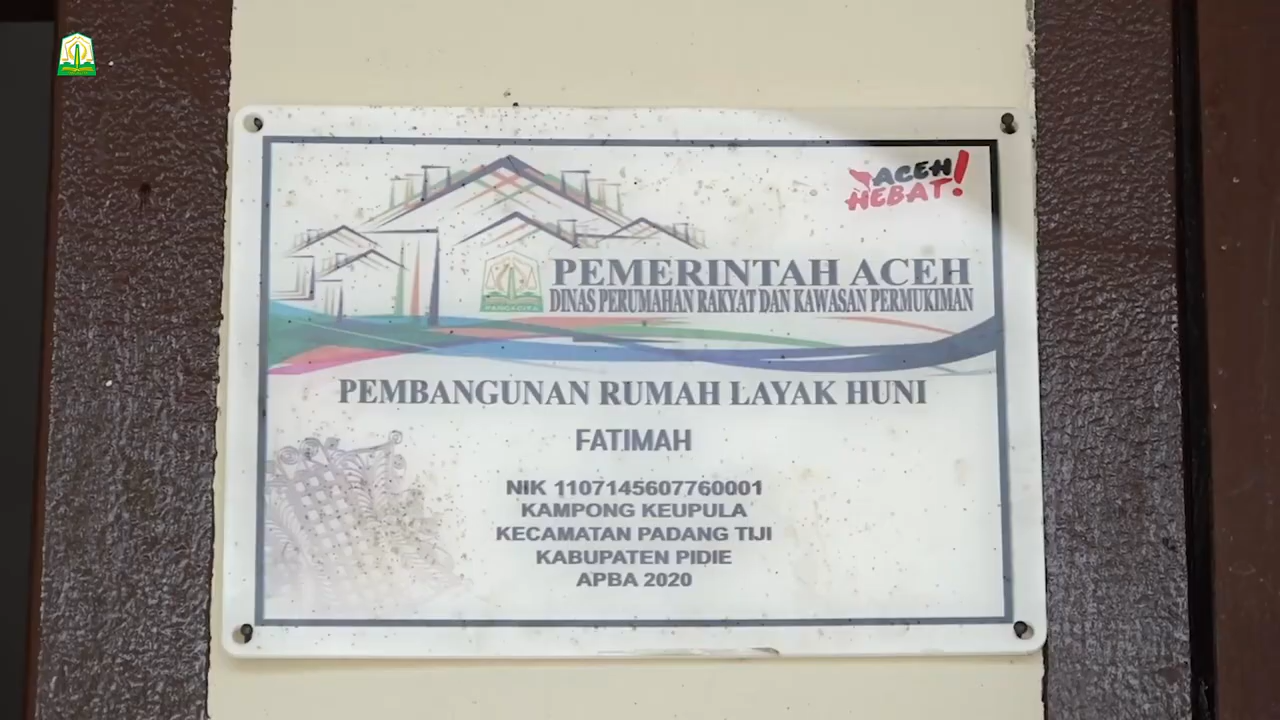 ACEH
HEBAT!
PEMERINTAH ACEH
DINAS PERUMAHAN RAKYAT DAN KAWASAN PERMUKIMAN
PANCACITA
PEMBANGUNAN RUMAH LAYAK HUNI
FATIMAH
NIK 1107145607760001
KAMPONG KEUPULA
KECAMATAN PADANG TIJI
KABUPATEN PIDIE
APBA 2020